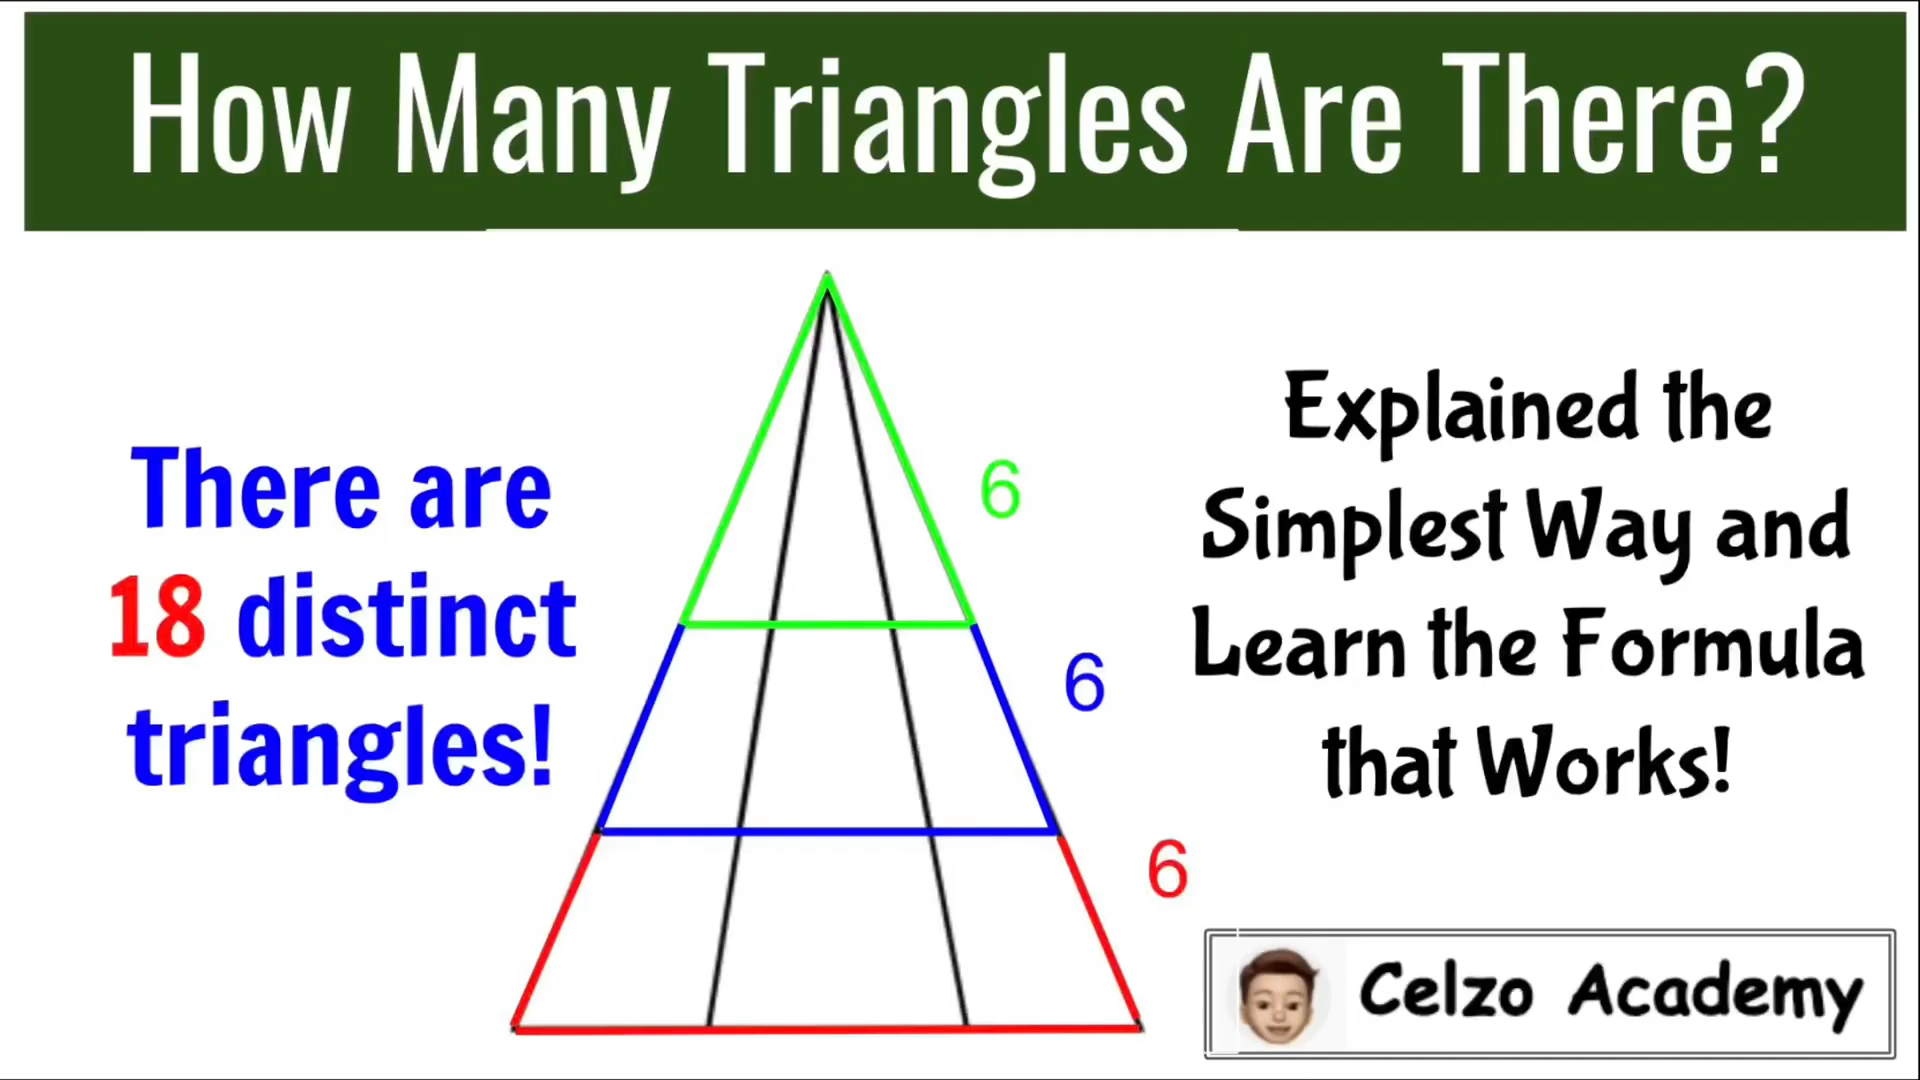 How Many Triangles Are There?
There are
18 distinct
triangles!
6
6
6
Explained the
Simplest Way and
Learn the Formula
that Works!
Celzo Academy